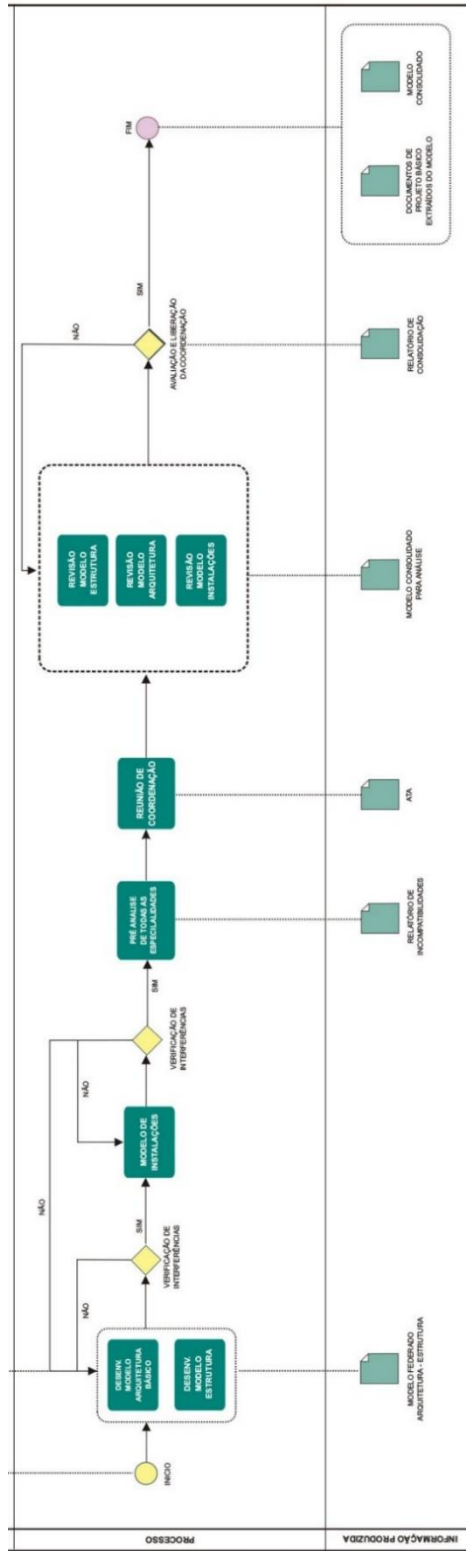 PROCESSO
INÍCIO
DESENV.
MODELO
ARQUITETURA
BÁSICO
DESENV.
MODELO
ESTRUTURA
NÃO
NÃO
VERIFICAÇÃO DE
INTERFERÊNCIAS
SIM
MODELO DE
INSTALAÇÕES
NÃO
VERIFICAÇÃO DE
INTERFERÊNCIAS
SIM
PRÉ ANALISE
DE TODAS AS
ESPECILALIDADES
REUNIÃO DE
COORDENAÇÃO
REVISÃO
MODELO
ESTRUTURA
REVISÃO
MODELO
ARQUITETURA
REVISÃO
MODELO
INSTALAÇÕES
NÃO
AVALIAÇÃO E LIBERAÇÃO
DA COORDENAÇÃO
SIM
FIM
INFORMAÇÃO PRODUZIDA
MODELO FEDERADO
ARQUITETURA - ESTRUTURA
RELATÓRIO DE
INCOMPATIBILIDADES
ATA
MODELO CONSOLIDADO
PARA ANÁLISE
RELATÓRIO DE
CONSOLIDAÇÃO
DOCUMENTOS DE
PROJETO BÁSICO
EXTRAÍDOS DO MODELO
MODELO
CONSOLIDADO